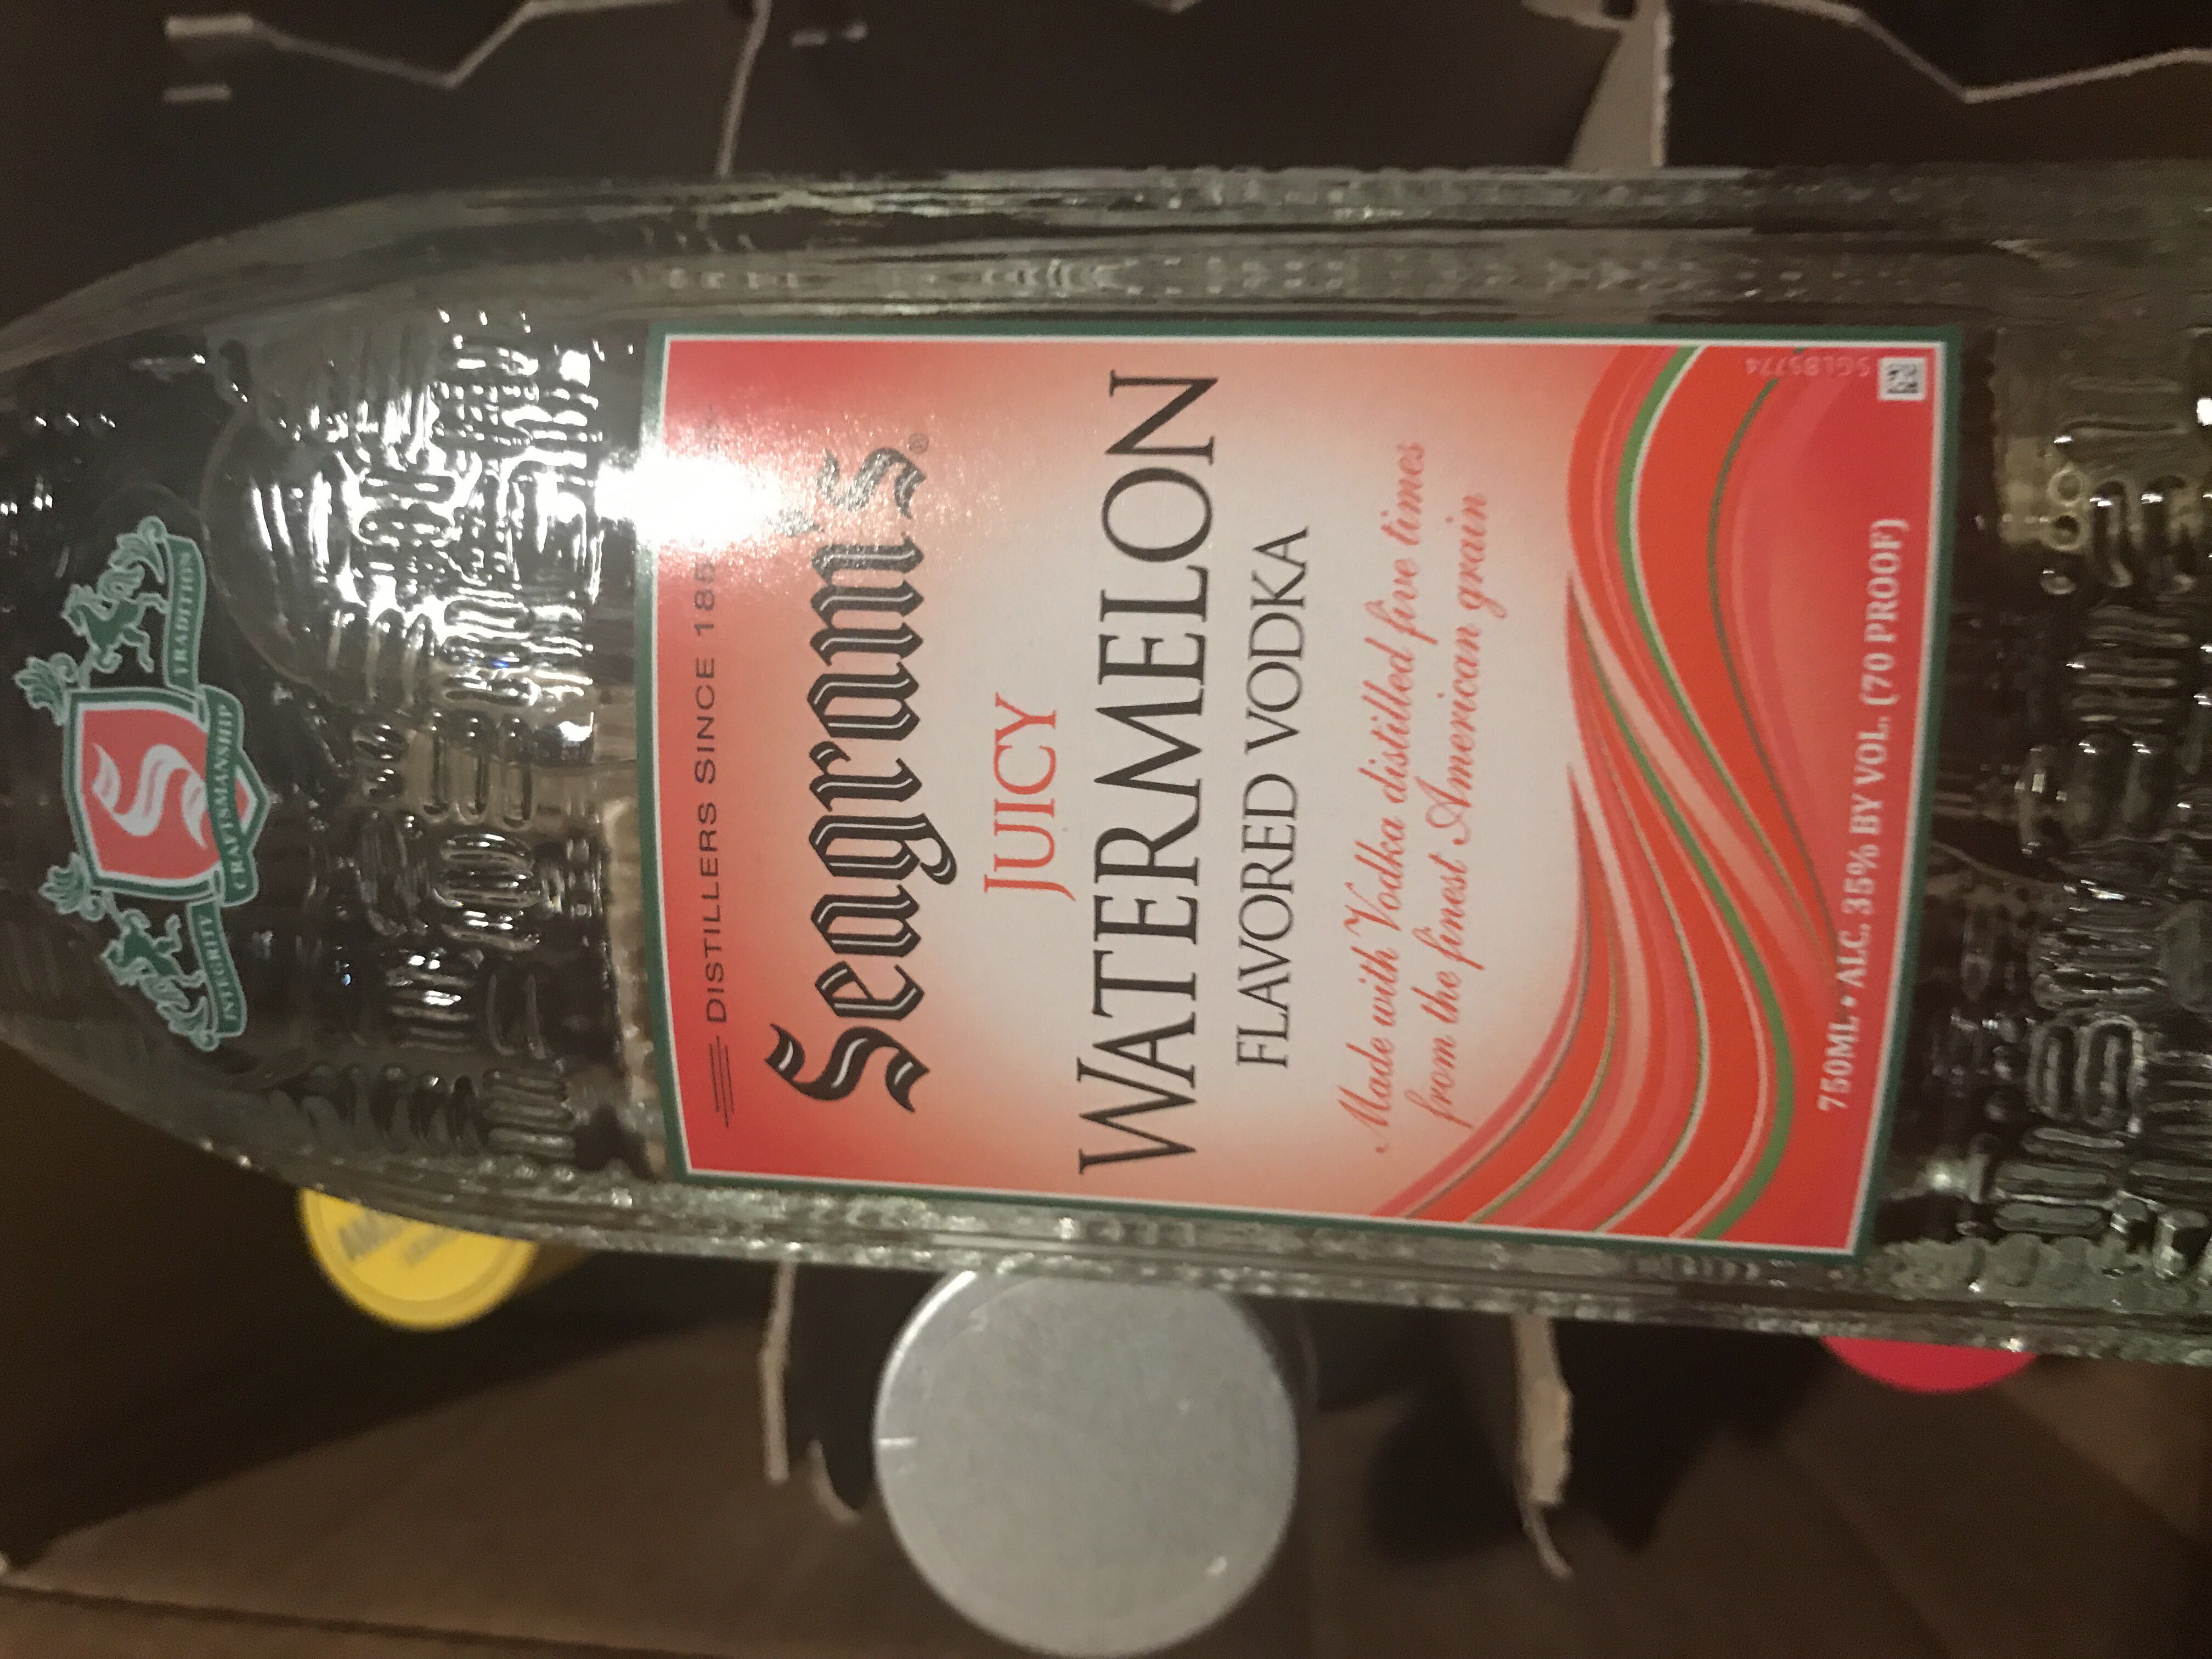 INTEGRITY
CRAFTSMANSHIP
TRADITION
DISTILLERS SINCE
Seagram's®
JUICY
WATERMELON
FLAVORED VODKA
Made with Vodka distilled five times
from the finest American grain
750ML • ALC. 35% BY VOL. (70 PROOF)
SGLB5774